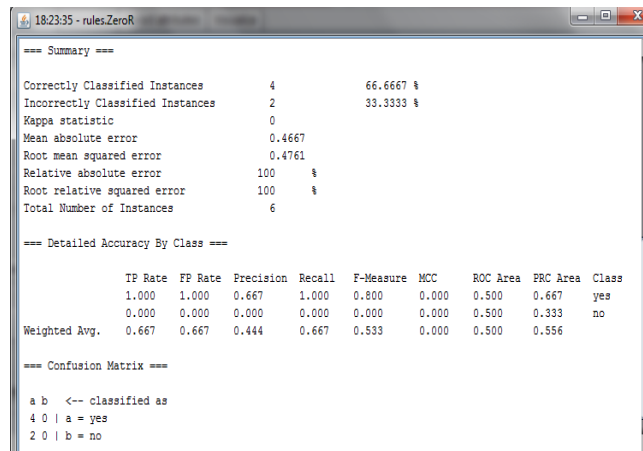 18:23:35 - rules.ZeroR
=== Summary ===
Correctly Classified Instances 4 66.6667 %
Incorrectly Classified Instances 2 33.3333 %
Kappa statistic 0
Mean absolute error 0.4667
Root mean squared error 0.4761
Relative absolute error 100 %
Root relative squared error 100 %
Total Number of Instances 6
=== Detailed Accuracy By Class ===
TP Rate FP Rate Precision Recall F-Measure MCC ROC Area PRC Area Class
1.000 1.000 0.667 1.000 0.800 0.000 0.500 0.667 yes
0.000 0.000 0.000 0.000 0.000 0.000 0.500 0.333 no
Weighted Avg. 0.667 0.667 0.444 0.667 0.533 0.000 0.500 0.556
=== Confusion Matrix ===
a b <-- classified as
4 0 | a = yes
2 0 | b = no